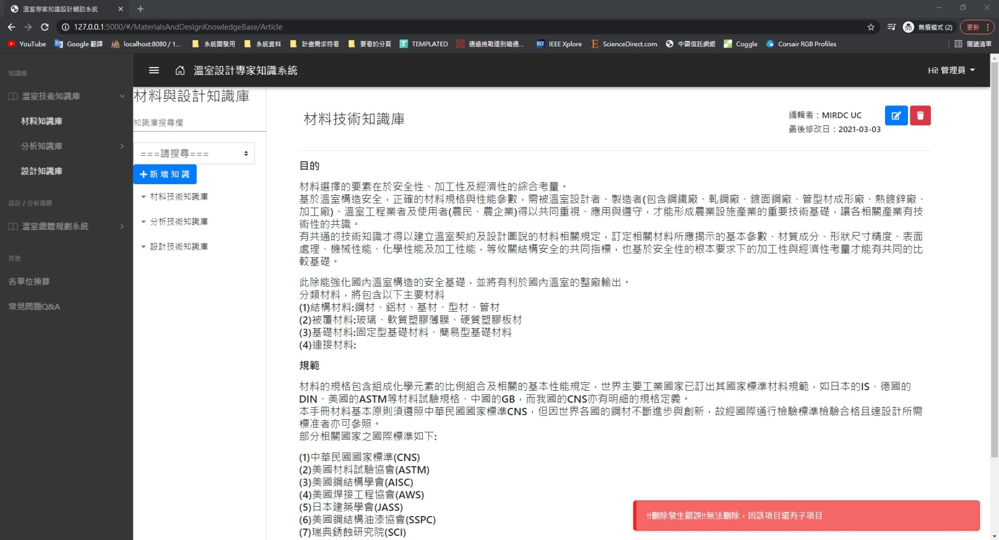 溫室專家知識設計輔助系統
127.0.0.1:5000/#/MaterialsAndDesignKnowledgeBase/Article
無痕模式 (2)
更新
YouTube
Google 翻譯
localhost:8080 / 1...
系統開發用
系統資料
計畫需求待看
要看的分頁
TEMPLATED
通過挑戰達到精通...
IEEE Xplore
ScienceDirect.com
中國信託網銀
Coggle
Corsair RGB Profiles
閱讀清單
知識庫
溫室技術知識庫
材料知識庫
分析知識庫
設計知識庫
設計 / 分析規劃
溫室總體規劃系統
其他
各單位換算
常見問題Q&A
溫室設計專家知識系統
Hi! 管理員
材料與設計知識庫
知識庫搜尋欄
===請搜尋===
新 增 知 識
材料技術知識庫
分析技術知識庫
設計技術知識庫
材料技術知識庫
編輯者：MIRDC UC
最後修改日：2021-03-03
目的
材料選擇的要素在於安全性、加工性及經濟性的綜合考量。
基於溫室構造安全，正確的材料規格與性能參數，需被溫室設計者、製造者(包含鋼鐵廠、軋鋼廠、鍍面鋼廠、管型材成形廠、熱鍍鋅廠、
加工廠)、溫室工程業者及使用者(農民、農企業)得以共同重視、應用與遵守，才能形成農業設施產業的重要技術基礎，讓各相關產業有技
術性的共識。
有共通的技術知識才得以建立溫室契約及設計圖說的材料相關規定，訂定相關材料所應揭示的基本參數、材質成分、形狀尺寸精度、表面
處理、機械性能、化學性能及加工性能，等攸關結構安全的共同指標，也基於安全性的根本要求下的加工性與經濟性考量才能有共同的比
較基礎。
此除能強化國內溫室構造的安全基礎，並將有利於國內溫室的整廠輸出。
分類材料，將包含以下主要材料
(1)結構材料:鋼材、鋁材、基材、型材、管材
(2)被覆材料:玻璃、軟質塑膠薄膜、硬質塑膠板材
(3)基礎材料:固定型基礎材料、簡易型基礎材料
(4)連接材料:
規範
材料的規格包含組成化學元素的比例組合及相關的基本性能規定，世界主要工業國家已訂出其國家標準材料規範，如日本的IS、德國的
DIN、美國的ASTM等材料試驗規格、中國的GB，而我國的CNS亦有明細的規格定義。
本手冊材料基本原則須遵照中華民國國家標準CNS，但因世界各國的鋼材不斷進步與創新，故經國際通行檢驗標準檢驗合格且達設計所需
標准者亦可參照。
部分相關國家之國際標準如下:
(1)中華民國國家標準(CNS)
(2)美國材料試驗協會(ASTM)
(3)美國鋼結構學會(AISC)
(4)美國焊接工程協會(AWS)
(5)日本建築學會(JASS)
(6)美國鋼結構油漆協會(SSPC)
(7)瑞典銹蝕研究院(SCI)
!!刪除發生錯誤!!無法刪除，因該項目還有子項目